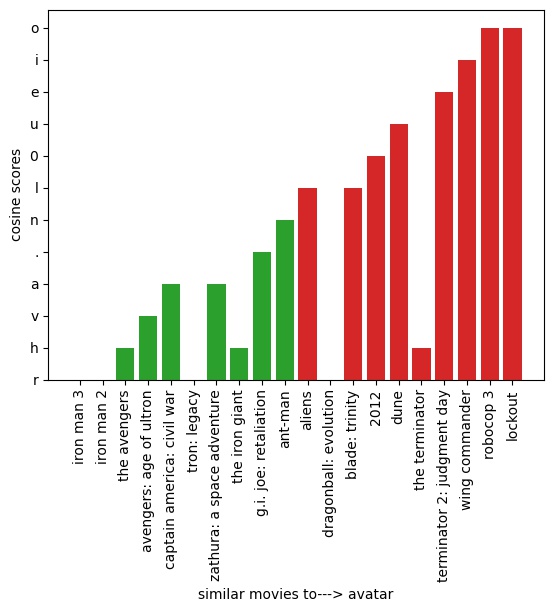 cosine scores
o
i
e
u
0
l
n
.
a
v
h
r
iron man 3
iron man 2
the avengers
avengers: age of ultron
captain america: civil war
tron: legacy
zathura: a space adventure
the iron giant
g.i. joe: retaliation
ant-man
aliens
dragonball: evolution
blade: trinity
2012
dune
the terminator
terminator 2: judgment day
wing commander
robocop 3
lockout
similar movies to---> avatar